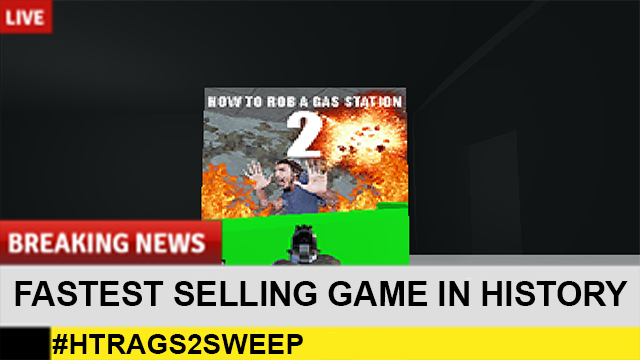 LIVE
HOW TO ROB A GAS STATION
2
BREAKING NEWS
FASTEST SELLING GAME IN HISTORY
#HTRAGS2SWEEP